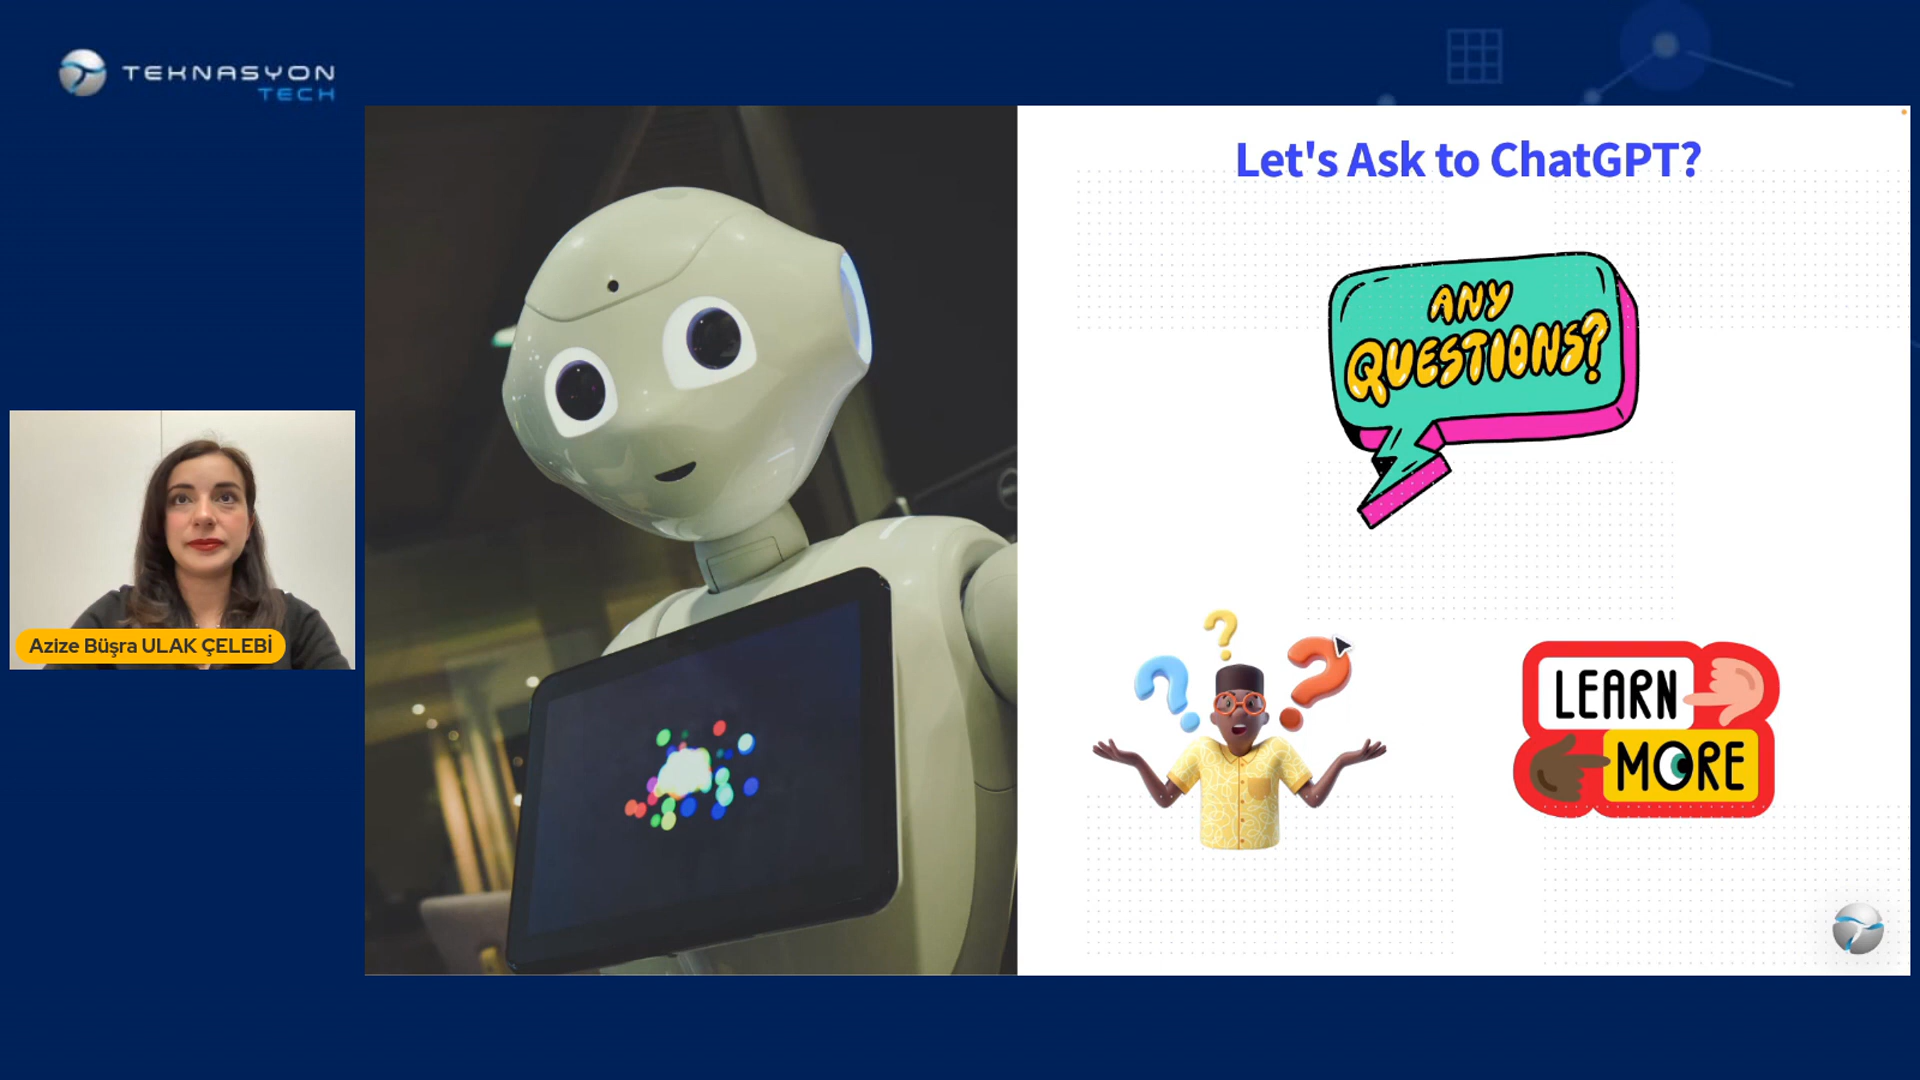 TEKNASYON
TECH
Let's Ask to ChatGPT?
ANY
QUESTIONS?
Azize Büşra ULAK ÇELEBİ
LEARN
MORE